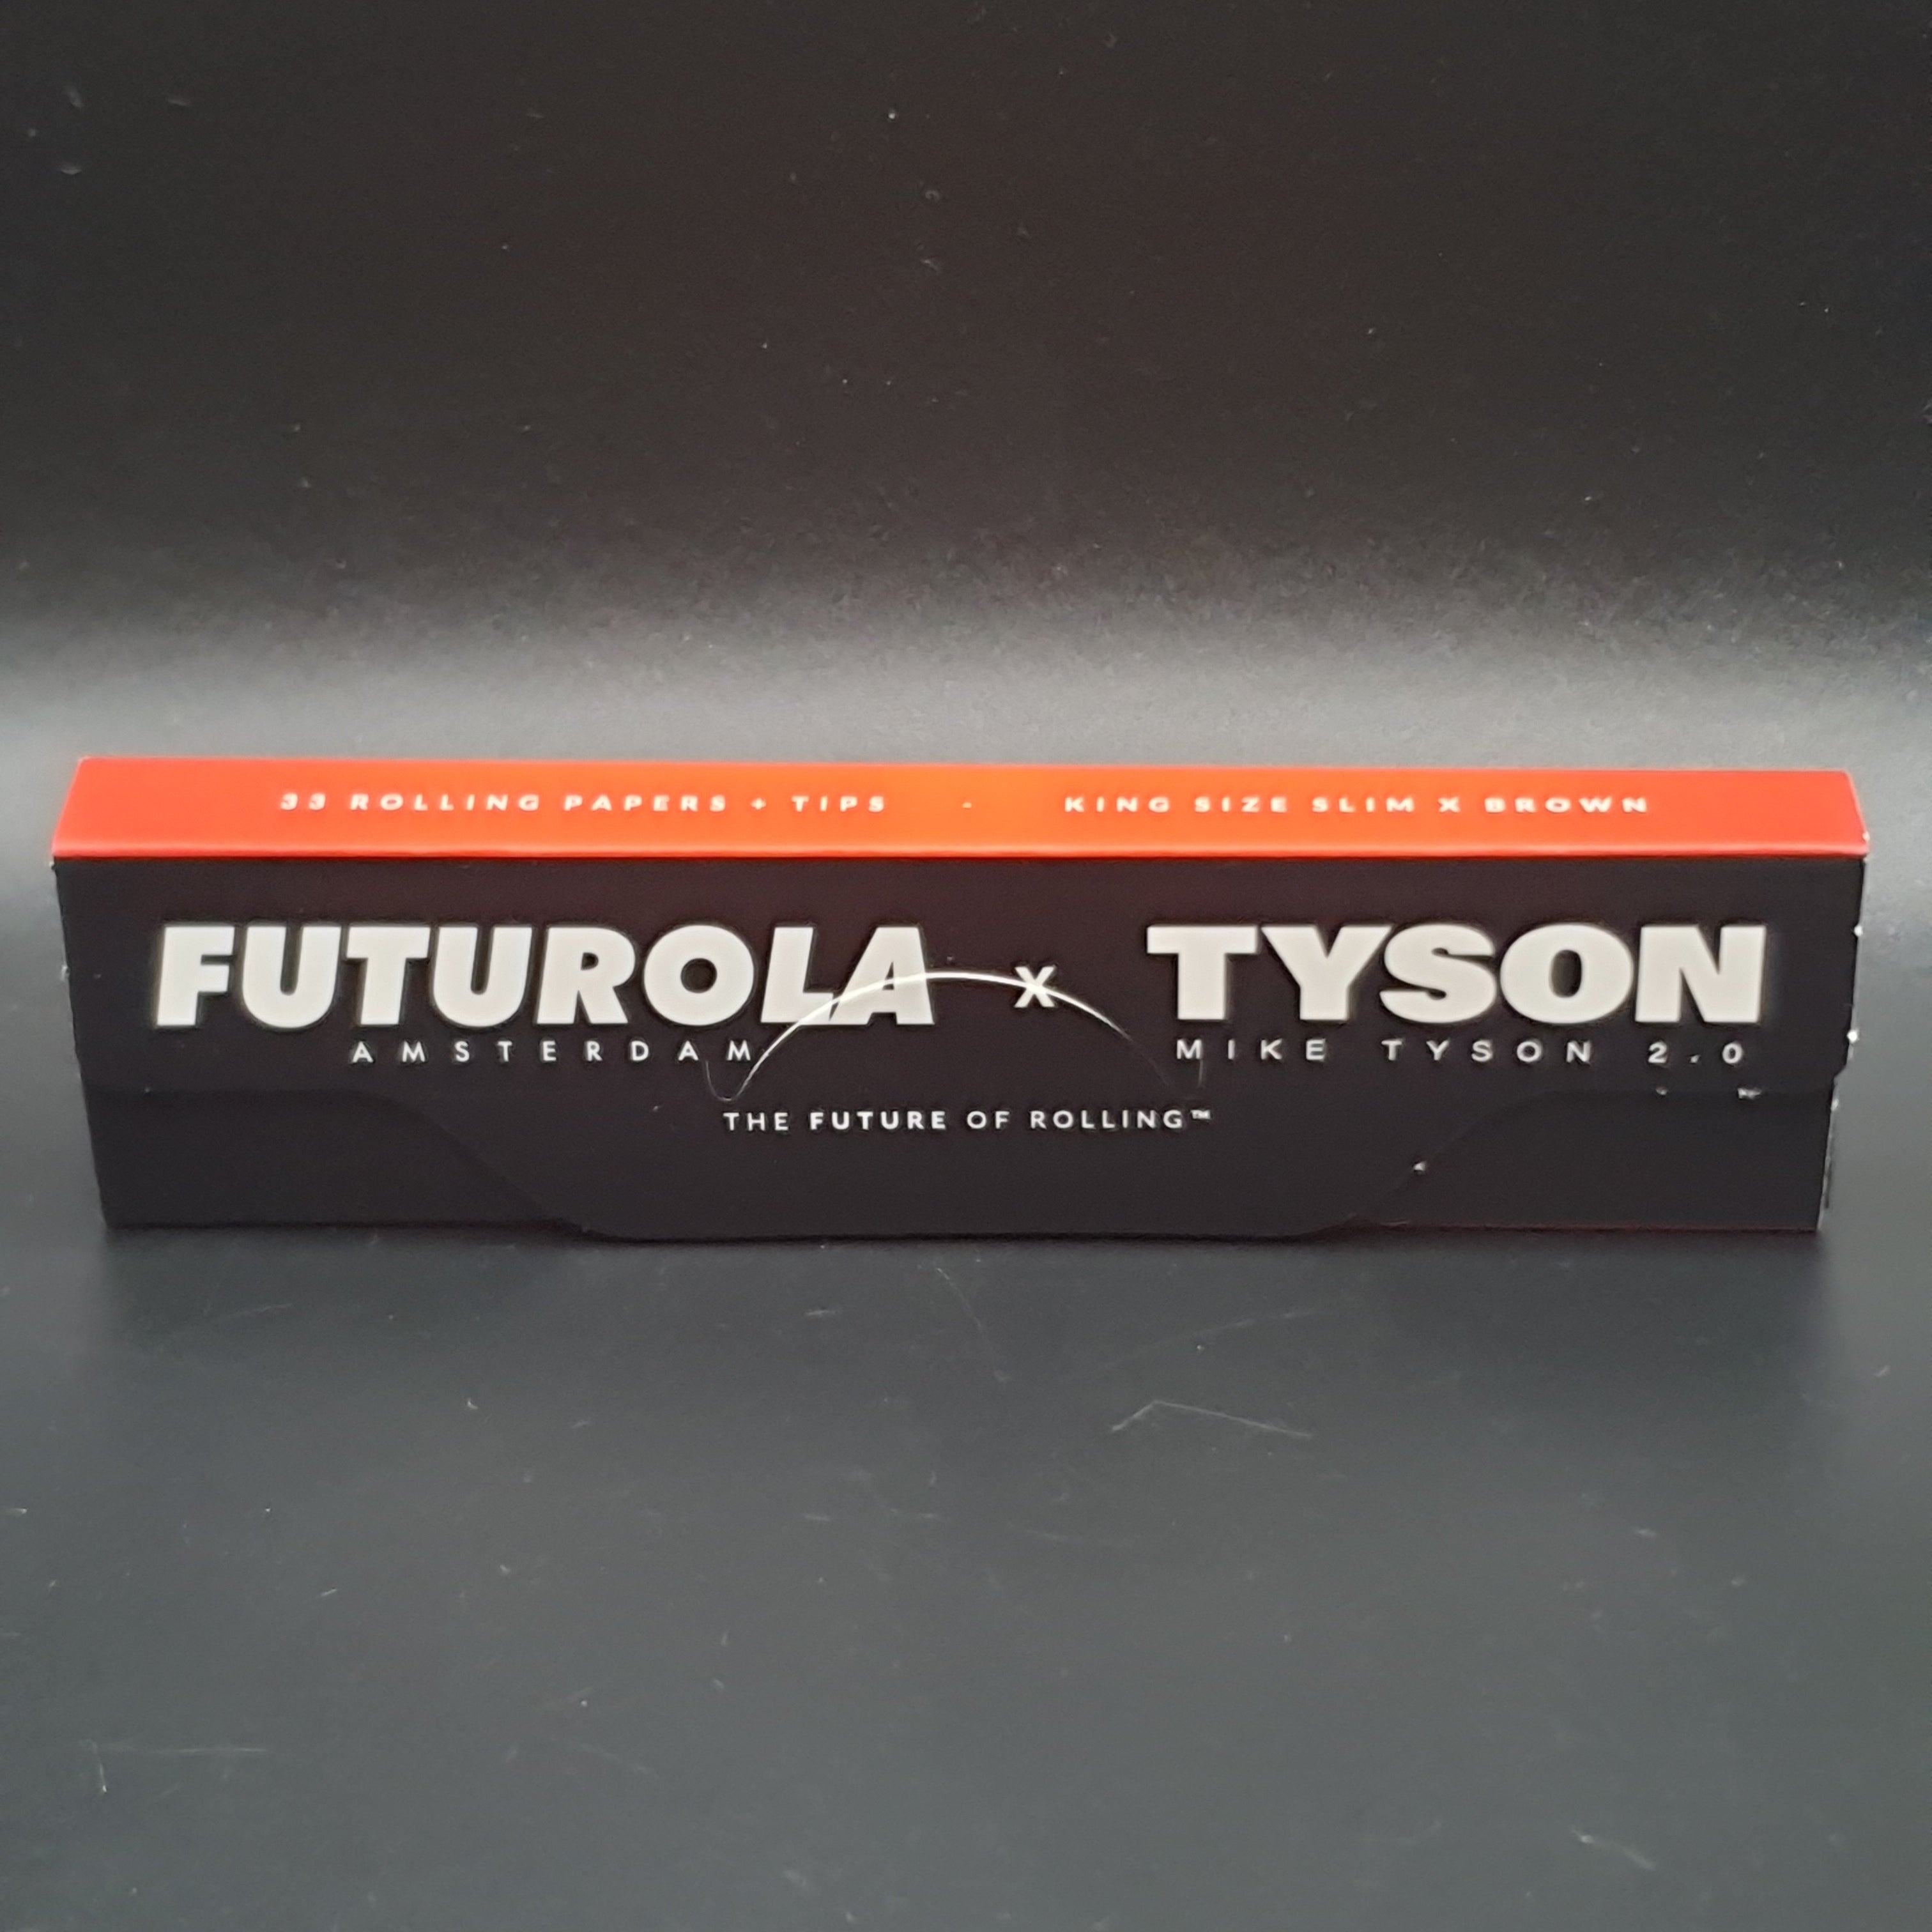 33 ROLLING PAPERS + TIPS - KING SIZE SLIM X BROWN
FUTUROLA X TYSON
AMSTERDAM MIKE TYSON 2.0
THE FUTURE OF ROLLING™